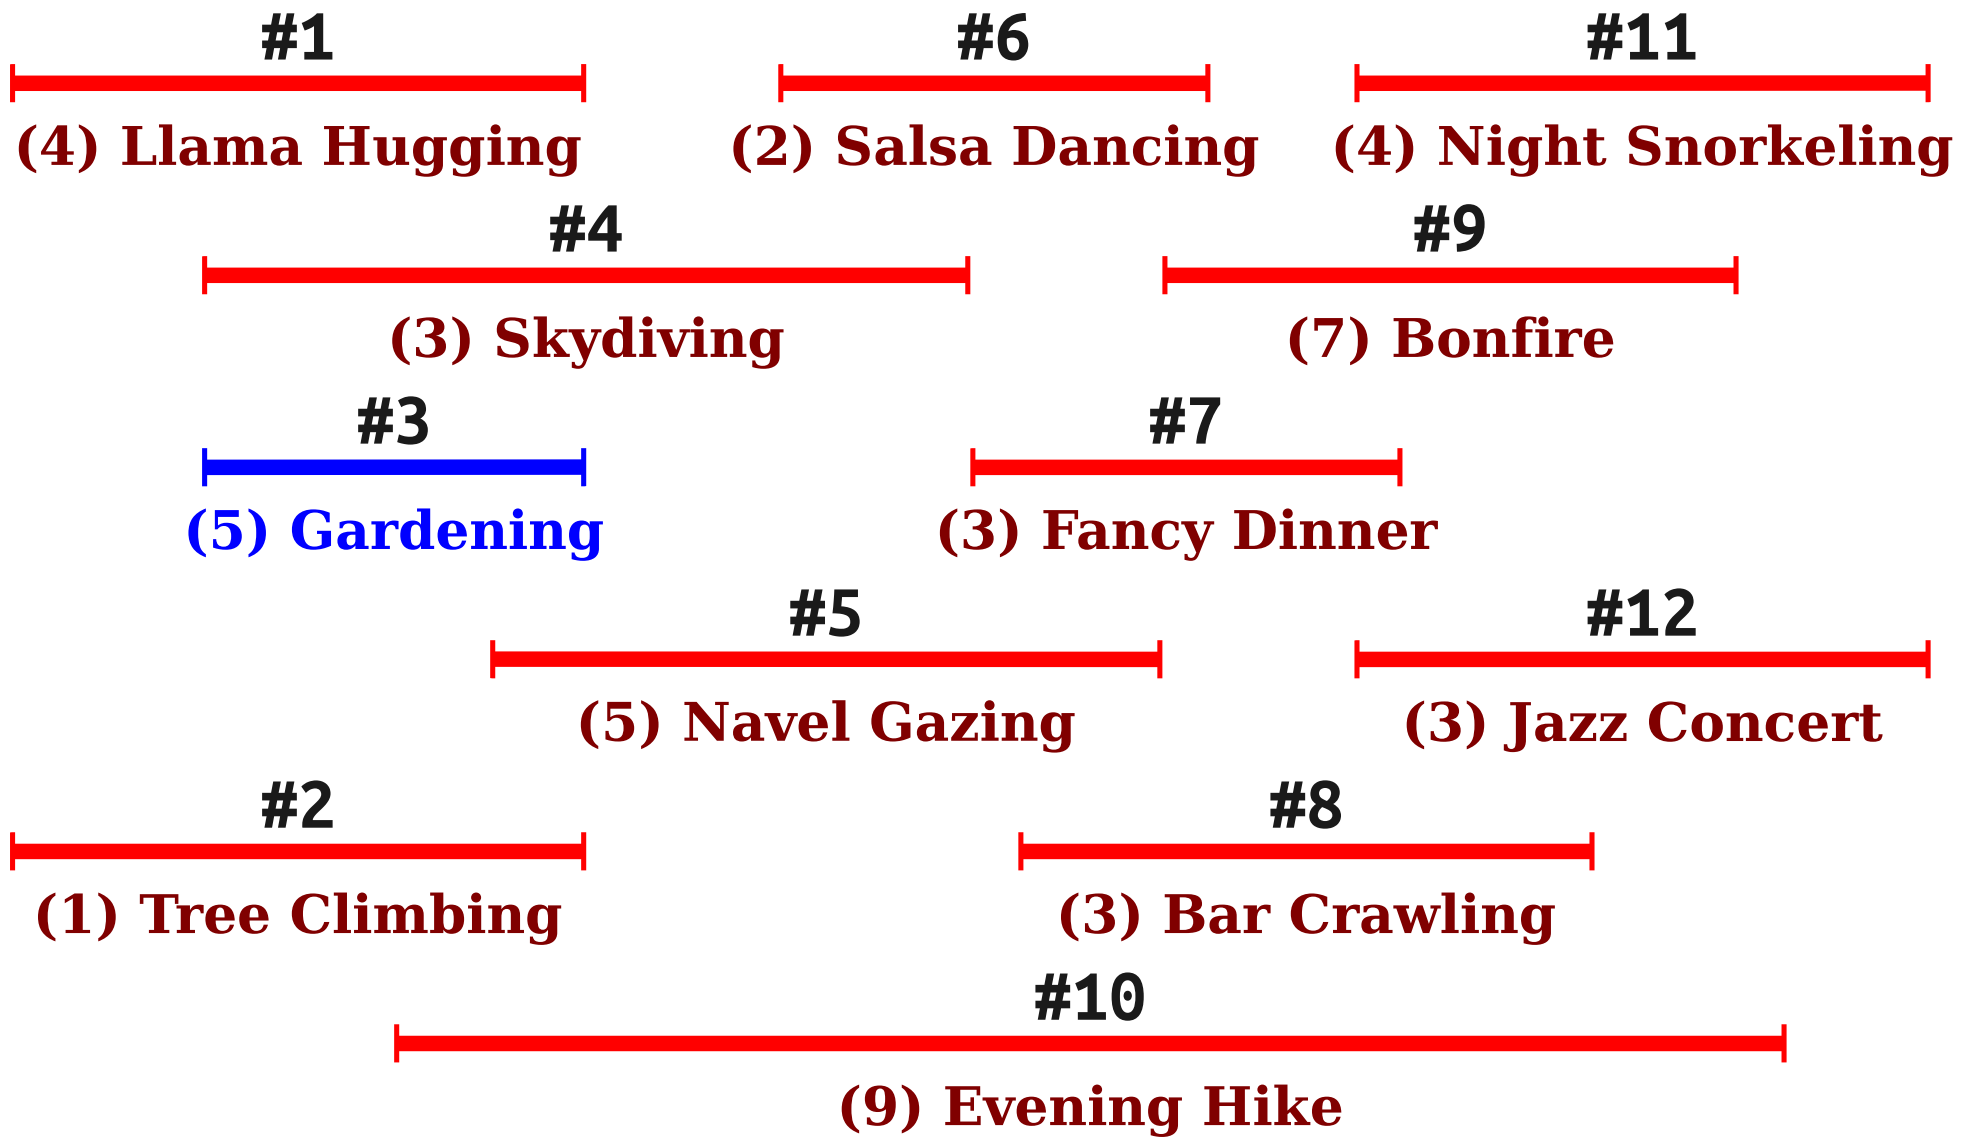 #1 #6 #11
(4) Llama Hugging (2) Salsa Dancing (4) Night Snorkeling
#4 #9
(3) Skydiving (7) Bonfire
#3 #7
(5) Gardening (3) Fancy Dinner
#5 #12
(5) Navel Gazing (3) Jazz Concert
#2 #8
(1) Tree Climbing (3) Bar Crawling
#10
(9) Evening Hike